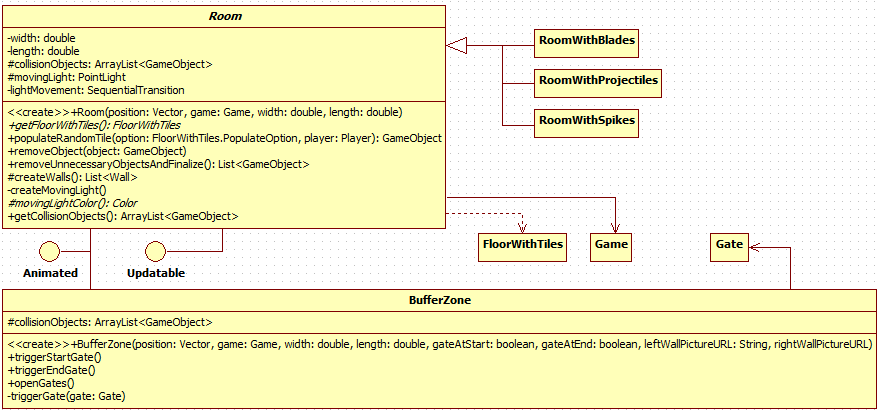 Room
-width: double
-length: double
#collisionObjects: ArrayList<GameObject>
#movingLight: PointLight
-lightMovement: SequentialTransition
<<create>>+Room(position: Vector, game: Game, width: double, length: double)
+getFloorWithTiles(): FloorWithTiles
+populateRandomTile(option: FloorWithTiles.PopulateOption, player: Player): GameObject
+removeObject(object: GameObject)
+removeUnnecessaryObjectsAndFinalize(): List<GameObject>
#createWalls(): List<Wall>
-createMovingLight()
#movingLightColor(): Color
+getCollisionObjects(): ArrayList<GameObject>
RoomWithBlades
RoomWithProjectiles
RoomWithSpikes
FloorWithTiles
Game
Gate
Animated
Updatable
BufferZone
#collisionObjects: ArrayList<GameObject>
<<create>>+BufferZone(position: Vector, game: Game, width: double, length: double, gateAtStart: boolean, gateAtEnd: boolean, leftWallPictureURL: String, rightWallPictureURL)
+triggerStartGate()
+triggerEndGate()
+openGates()
-triggerGate(gate: Gate)